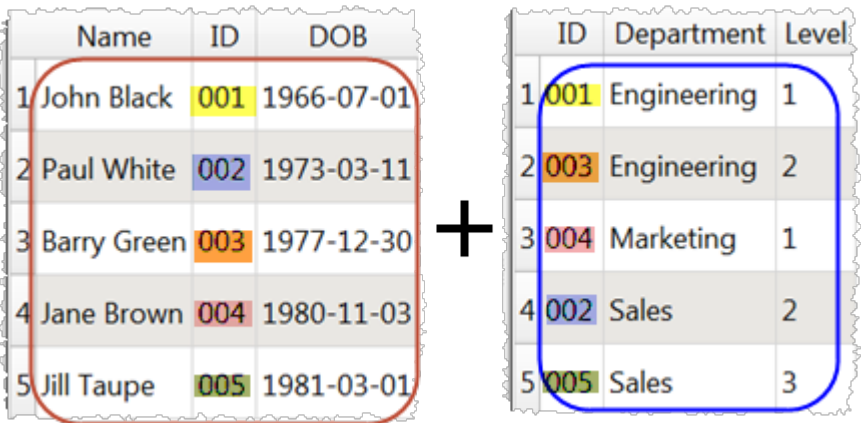 Name ID DOB
1 John Black 001 1966-07-01
2 Paul White 002 1973-03-11
3 Barry Green 003 1977-12-30
4 Jane Brown 004 1980-11-03
5 Jill Taupe 005 1981-03-01
+
ID Department Level
1 001 Engineering 1
2 003 Engineering 2
3 004 Marketing 1
4 002 Sales 2
5 005 Sales 3